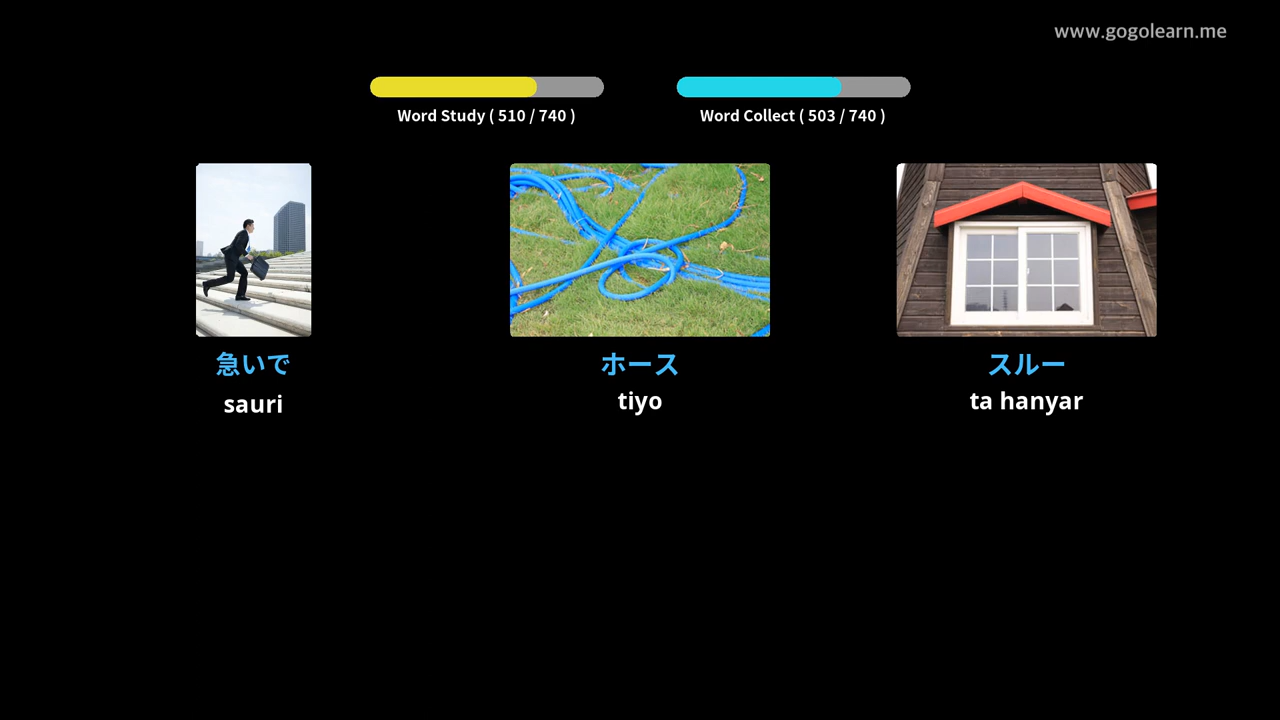 www.gogolearn.me
Word Study ( 510 / 740 )
Word Collect ( 503 / 740 )
急いで
sauri
ホース
tiyo
スルー
ta hanyar